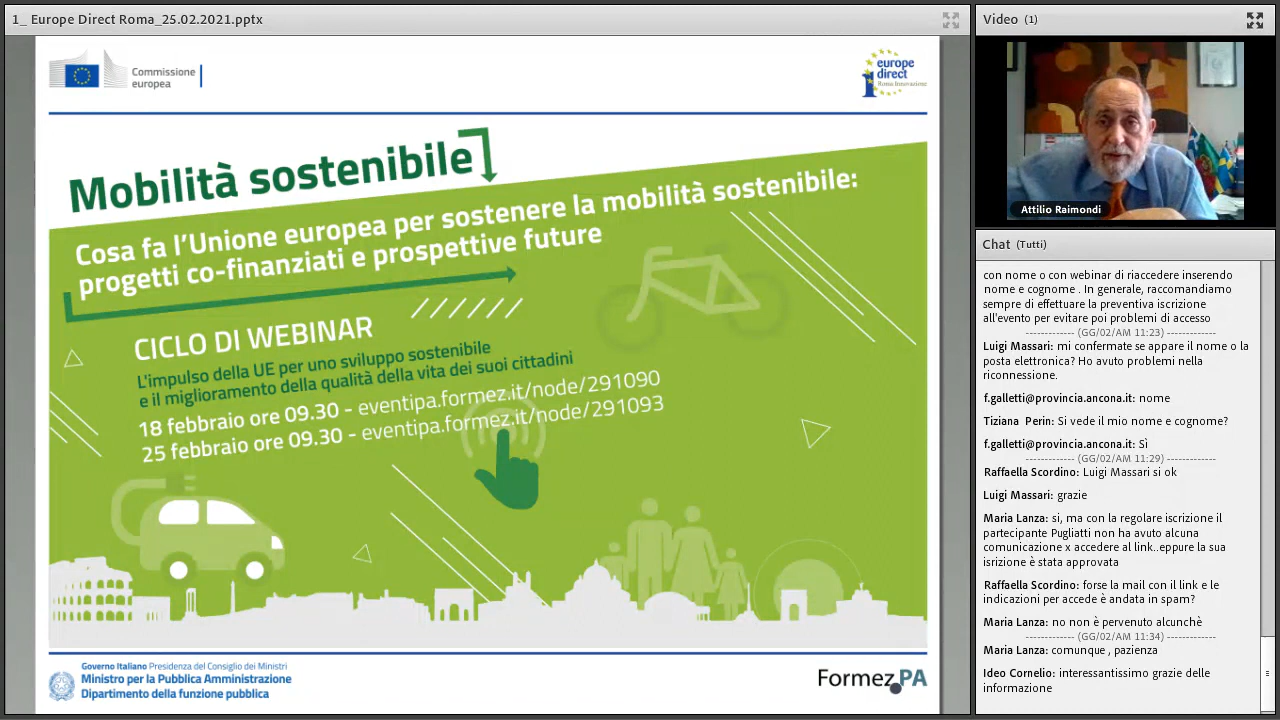 1_ Europe Direct Roma_25.02.2021.pptx
Commissione
europea
europe
direct
Roma Innovazione
Mobilità sostenibile
Cosa fa l'Unione europea per sostenere la mobilità sostenibile:
progetti co-finanziati e prospettive future
CICLO DI WEBINAR
L'impulso della UE per uno sviluppo sostenibile
e il miglioramento della qualità della vita dei suoi cittadini
18 febbraio ore 09.30 - eventipa.formez.it/node/291090
25 febbraio ore 09.30 - eventipa.formez.it/node/291093
Governo Italiano Presidenza del Consiglio dei Ministri
Ministro per la Pubblica Amministrazione
Dipartimento della funzione pubblica
Formez.PA
Video (1)
Attilio Raimondi
Chat (Tutti)
con nome o con webinar di riaccedere inserendo
nome e cognome . In generale, raccomandiamo
sempre di effettuare la preventiva iscrizione
all'evento per evitare poi problemi di accesso
------------- (GG/02/AM 11:23) -------------
Luigi Massari: mi confermate se appare il nome o la
posta elettronica? Ho avuto problemi nella
riconnessione.
f.galletti@provincia.ancona.it: nome
Tiziana Perin: Si vede il mio nome e cognome?
f.galletti@provincia.ancona.it: Sì
------------- (GG/02/AM 11:29) -------------
Raffaella Scordino: Luigi Massari si ok
Luigi Massari: grazie
Maria Lanza: si, ma con la regolare iscrizione il
partecipante Pugliatti non ha avuto alcuna
comunicazione x accedere al link..eppure la sua
isrizione è stata approvata
Raffaella Scordino: forse la mail con il link e le
indicazioni per accede è andata in spam?
Maria Lanza: no non è pervenuto alcunchè
------------- (GG/02/AM 11:34) -------------
Maria Lanza: comunque , pazienza
Ideo Cornelio: interessantissimo grazie delle
informazione